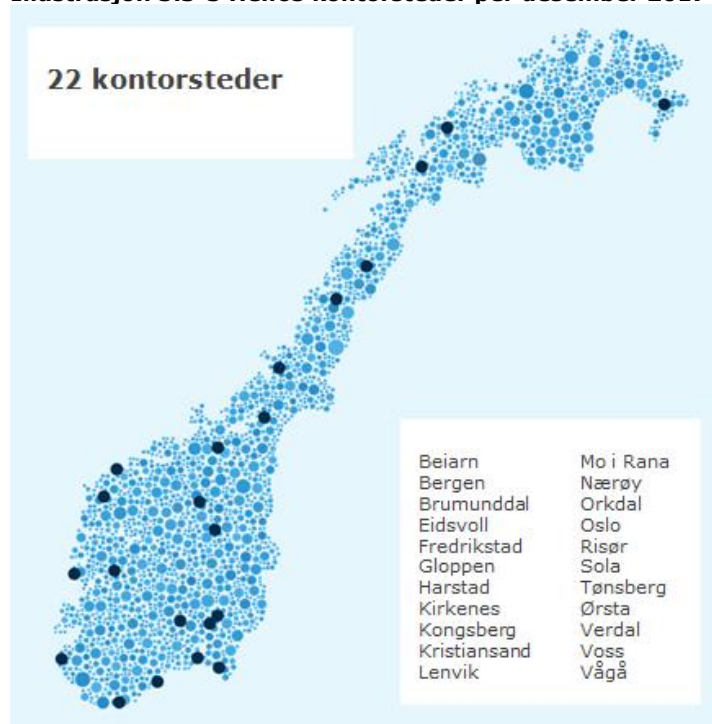 22 kontorsteder
Beiarn
Bergen
Brumunddal
Eidsvoll
Fredrikstad
Gloppen
Harstad
Kirkenes
Kongsberg
Kristiansand
Lenvik
Mo i Rana
Nærøy
Orkdal
Oslo
Risør
Sola
Tønsberg
Ørsta
Verdal
Voss
Vågå